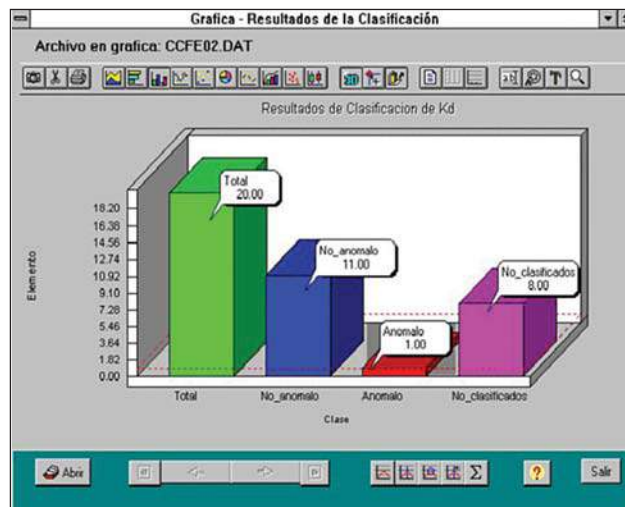 Grafica - Resultados de la Clasificación
Archivo en grafica: CCFE02.DAT
Resultados de Clasificacion de Kd
Elemento
18.20
16.38
14.56
12.74
10.92
9.10
7.28
5.46
3.64
1.82
0.00
Total
20.00
No_anomalo
11.00
Anomalo
1.00
No_clasificados
8.00
Total
No_anomalo
Anomalo
No_clasificados
Clase
Abrir
Σ
?
Salir